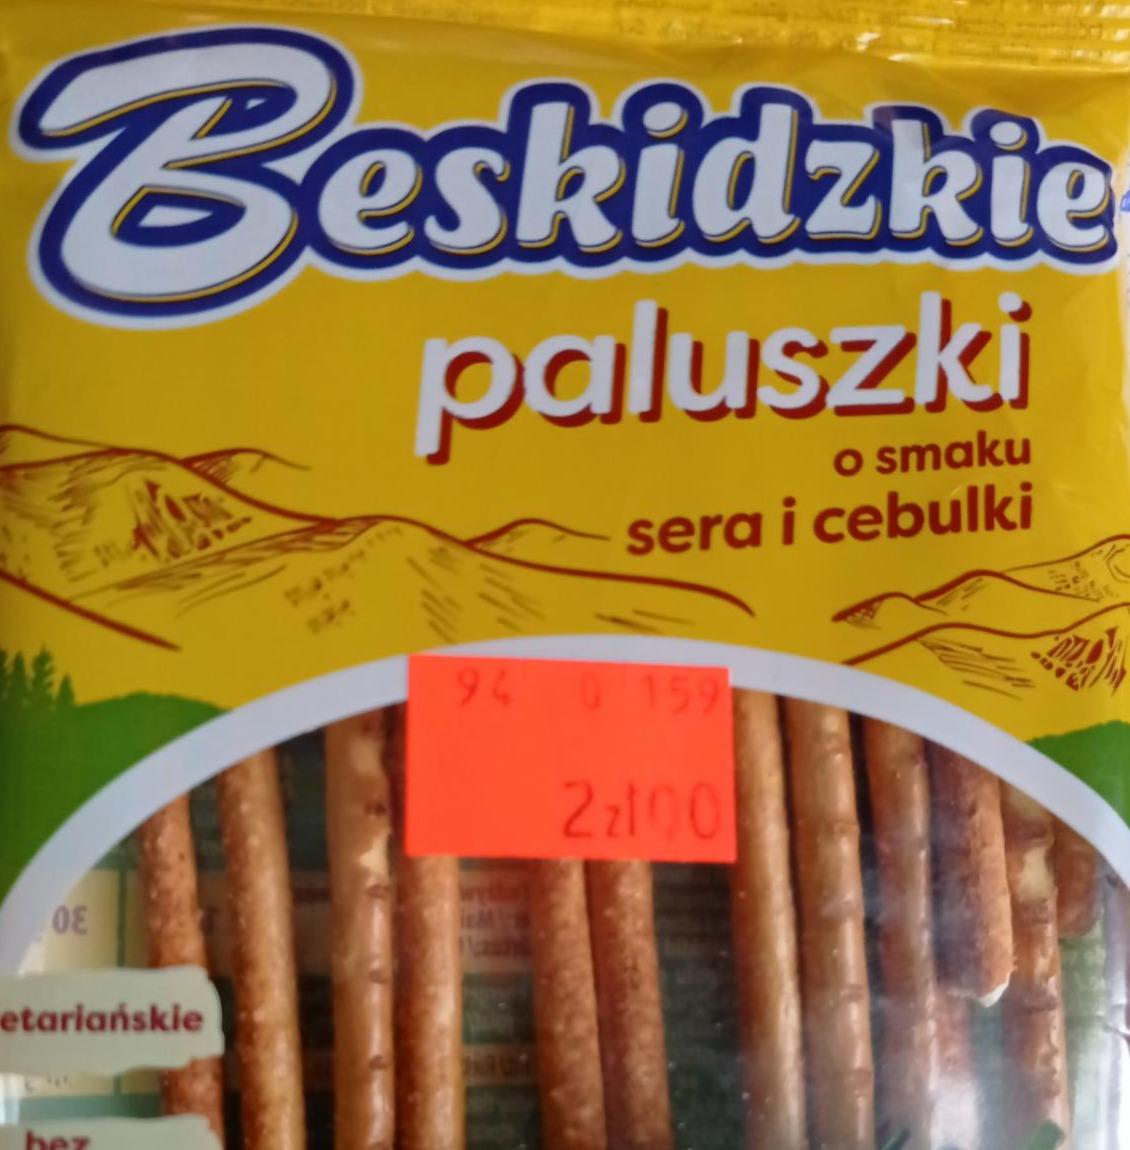 Beskidzkie
paluszki
o smaku
sera i cebulki
94 0 159
2zł00
30
etariańskie
bez